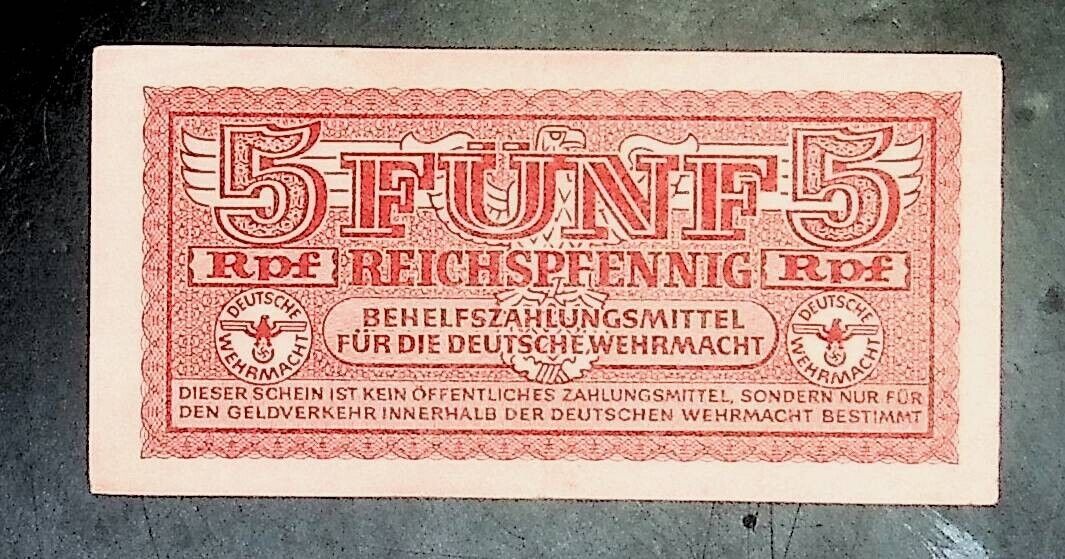 5 FÜNF 5
Rpf REICHSPFENNIG Rpf
DEUTSCHE WEHRMACHT
BEHELFSZAHLUNGSMITTEL
FÜR DIE DEUTSCHE WEHRMACHT
DEUTSCHE WEHRMACHT
DIESER SCHEIN IST KEIN ÖFFENTLICHES ZAHLUNGSMITTEL, SONDERN NUR FÜR
DEN GELDVERKEHR INNERHALB DER DEUTSCHEN WEHRMACHT BESTIMMT